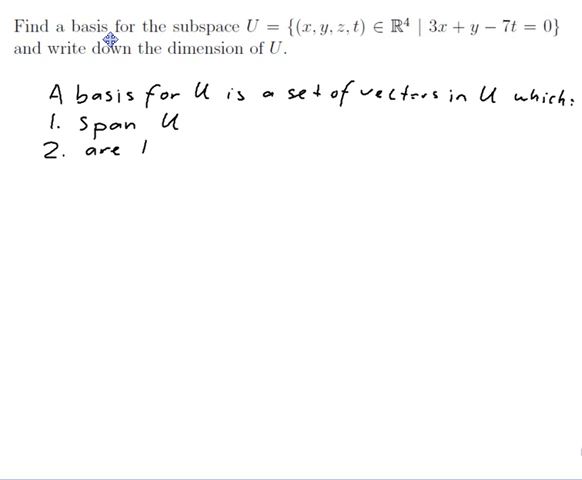 Find a basis for the subspace U = {(x, y, z, t) ∈ ℝ⁴ | 3x + y − 7t = 0}
and write down the dimension of U.
A basis for U is a set of vectors in U which:
1. Span U
2. are l